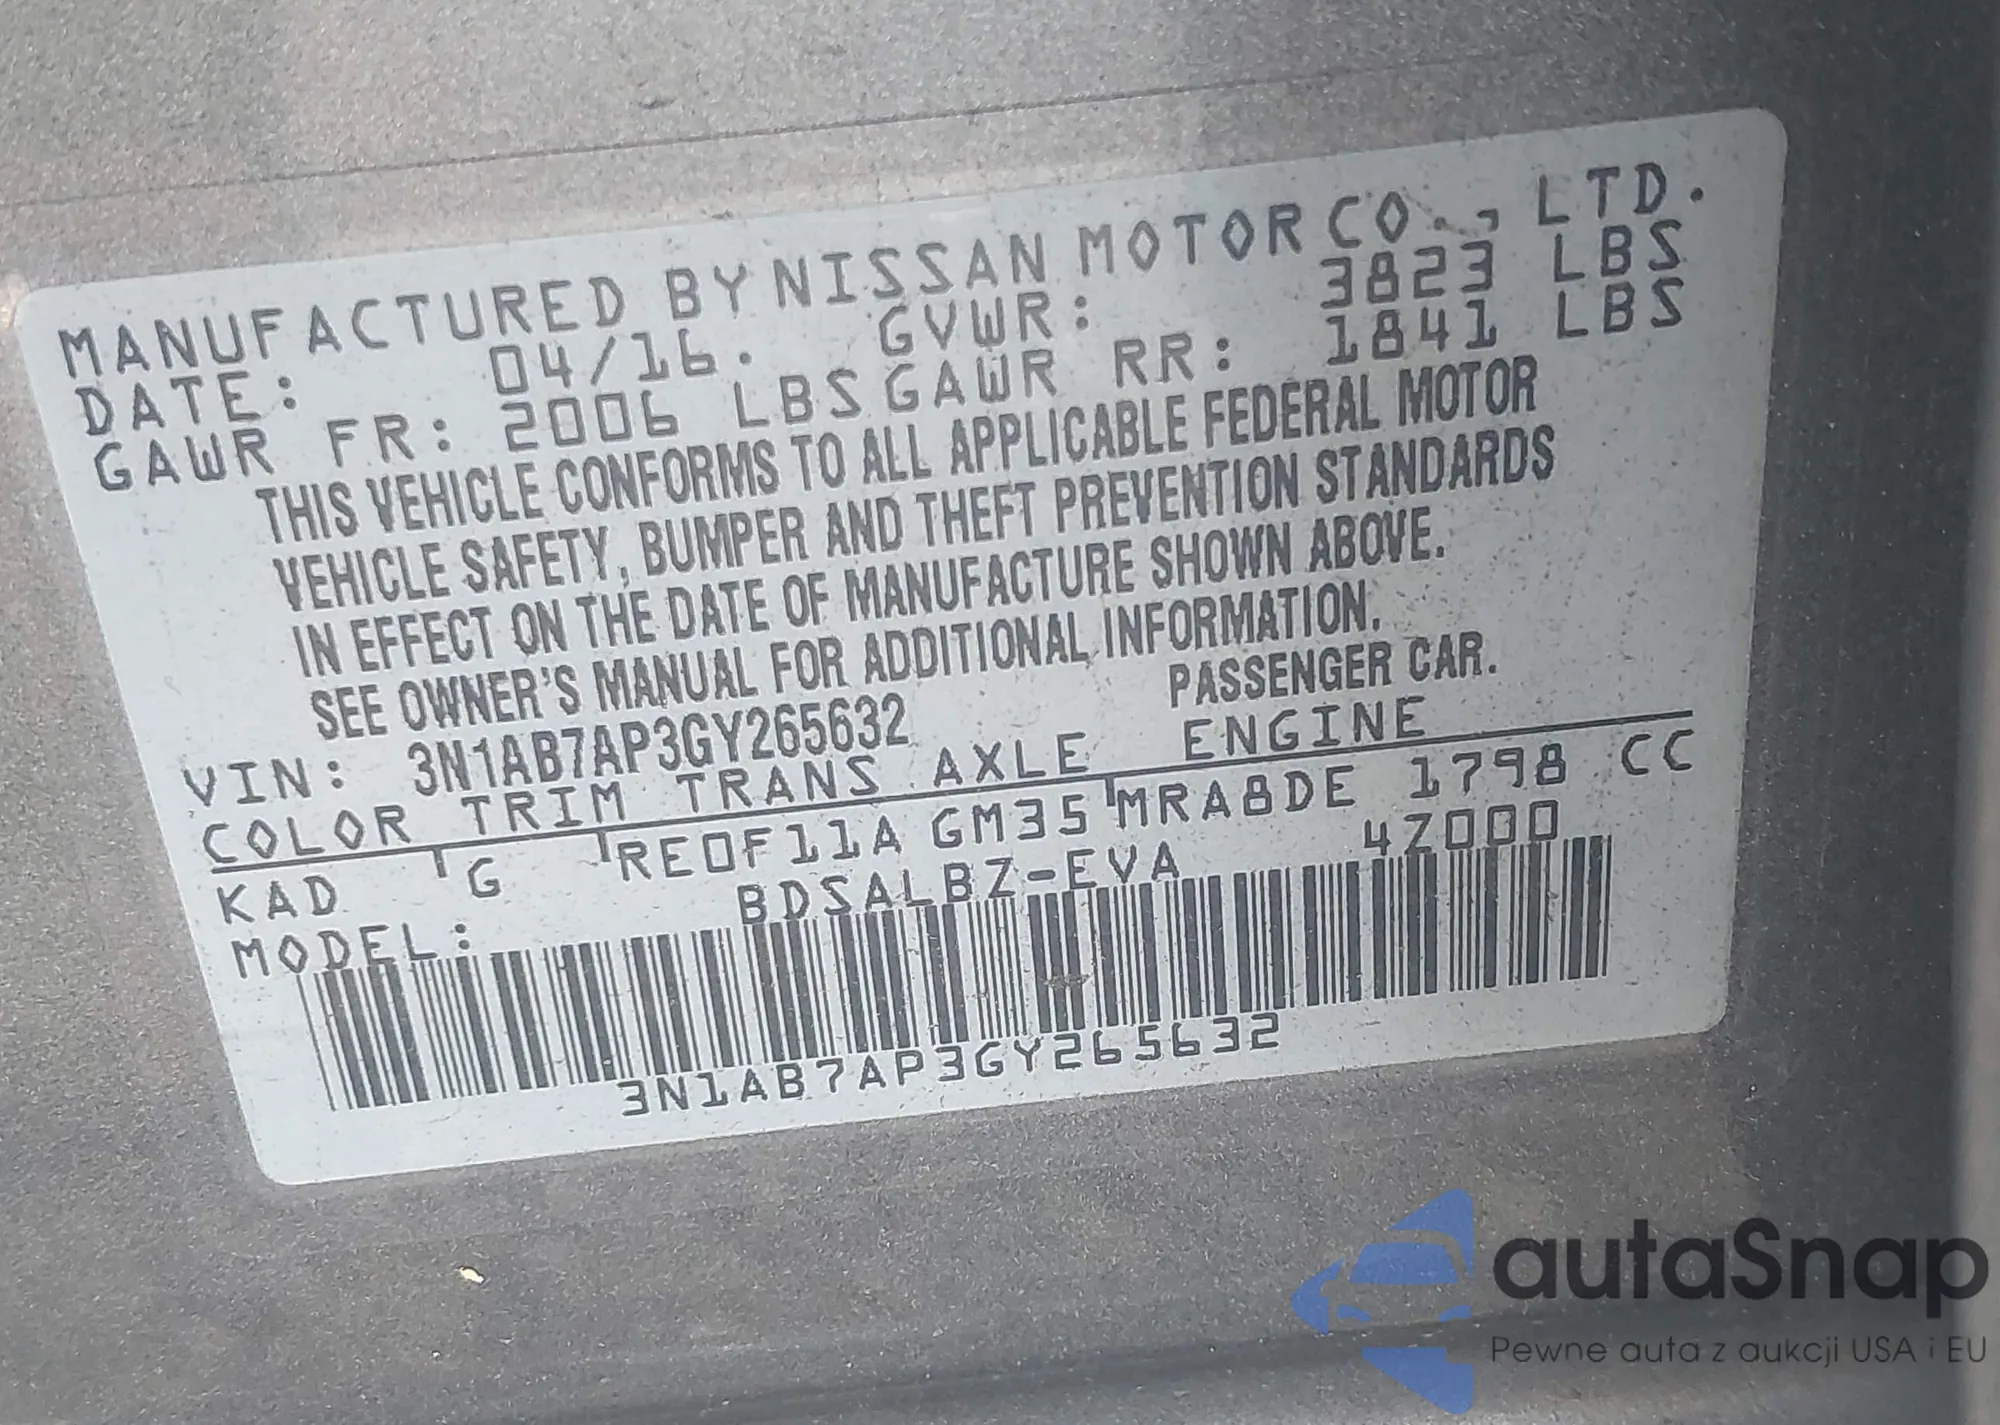 MANUFACTURED BY NISSAN MOTOR CO., LTD.
DATE: 04/16. GVWR: 3823 LBS
GAWR FR: 2006 LBS GAWR RR: 1841 LBS
THIS VEHICLE CONFORMS TO ALL APPLICABLE FEDERAL MOTOR
VEHICLE SAFETY, BUMPER AND THEFT PREVENTION STANDARDS
IN EFFECT ON THE DATE OF MANUFACTURE SHOWN ABOVE.
SEE OWNER'S MANUAL FOR ADDITIONAL INFORMATION.
VIN: 3N1AB7AP3GY265632 PASSENGER CAR.
COLOR TRIM TRANS AXLE ENGINE
KAD G RE0F11A GM35 MRA8DE 1798 CC
MODEL: BDSALBZ-EVA 4Z000
3N1AB7AP3GY265632
autaSnap
Pewne auta z aukcji USA i EU